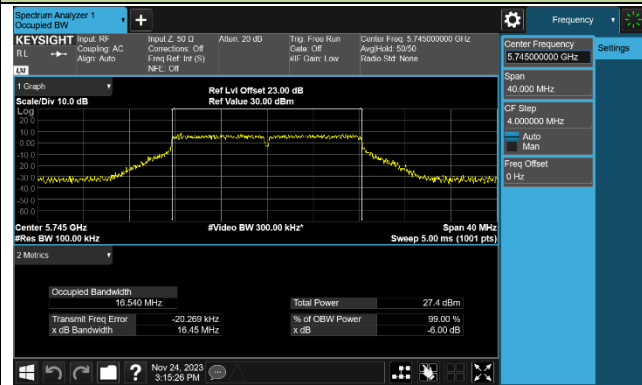 Spectrum Analyzer 1
Occupied BW
Frequency
KEYSIGHT
RL
LXI
Input: RF
Coupling: AC
Align: Auto
Input Z: 50 Ω
Corrections: Off
Freq Ref: Int (S)
NFE: Off
Atten: 20 dB
Trig: Free Run
Gate: Off
#IF Gain: Low
Center Freq: 5.745000000 GHz
Avg|Hold: 50/50
Radio Std: None
Center Frequency
5.745000000 GHz
Settings
Span
40.000 MHz
CF Step
4.000000 MHz
Auto
Man
Freq Offset
0 Hz
1 Graph
Scale/Div 10.0 dB
Ref Lvl Offset 23.00 dB
Ref Value 30.00 dBm
Log
20.0
10.0
0.00
-10.0
-20.0
-30.0
-40.0
-50.0
-60.0
Center 5.745 GHz
#Res BW 100.00 kHz
#Video BW 300.00 kHz*
Span 40 MHz
Sweep 5.00 ms (1001 pts)
2 Metrics
Occupied Bandwidth
16.540 MHz
Total Power 27.4 dBm
Transmit Freq Error -20.269 kHz
% of OBW Power 99.00 %
x dB Bandwidth 16.45 MHz
x dB -6.00 dB
Nov 24, 2023
3:15:26 PM